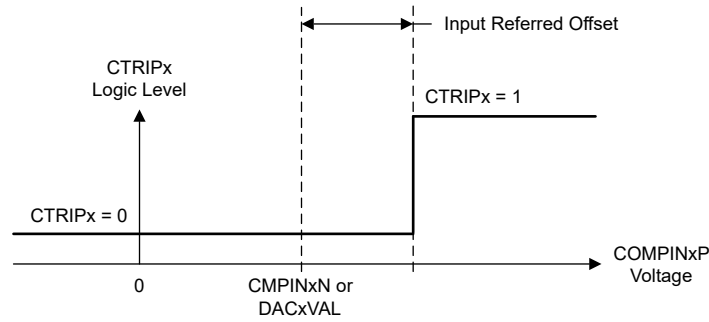 Input Referred Offset
CTRIPx
Logic Level
CTRIPx = 1
CTRIPx = 0
COMPINxP
Voltage
0
CMPINxN or
DACxVAL